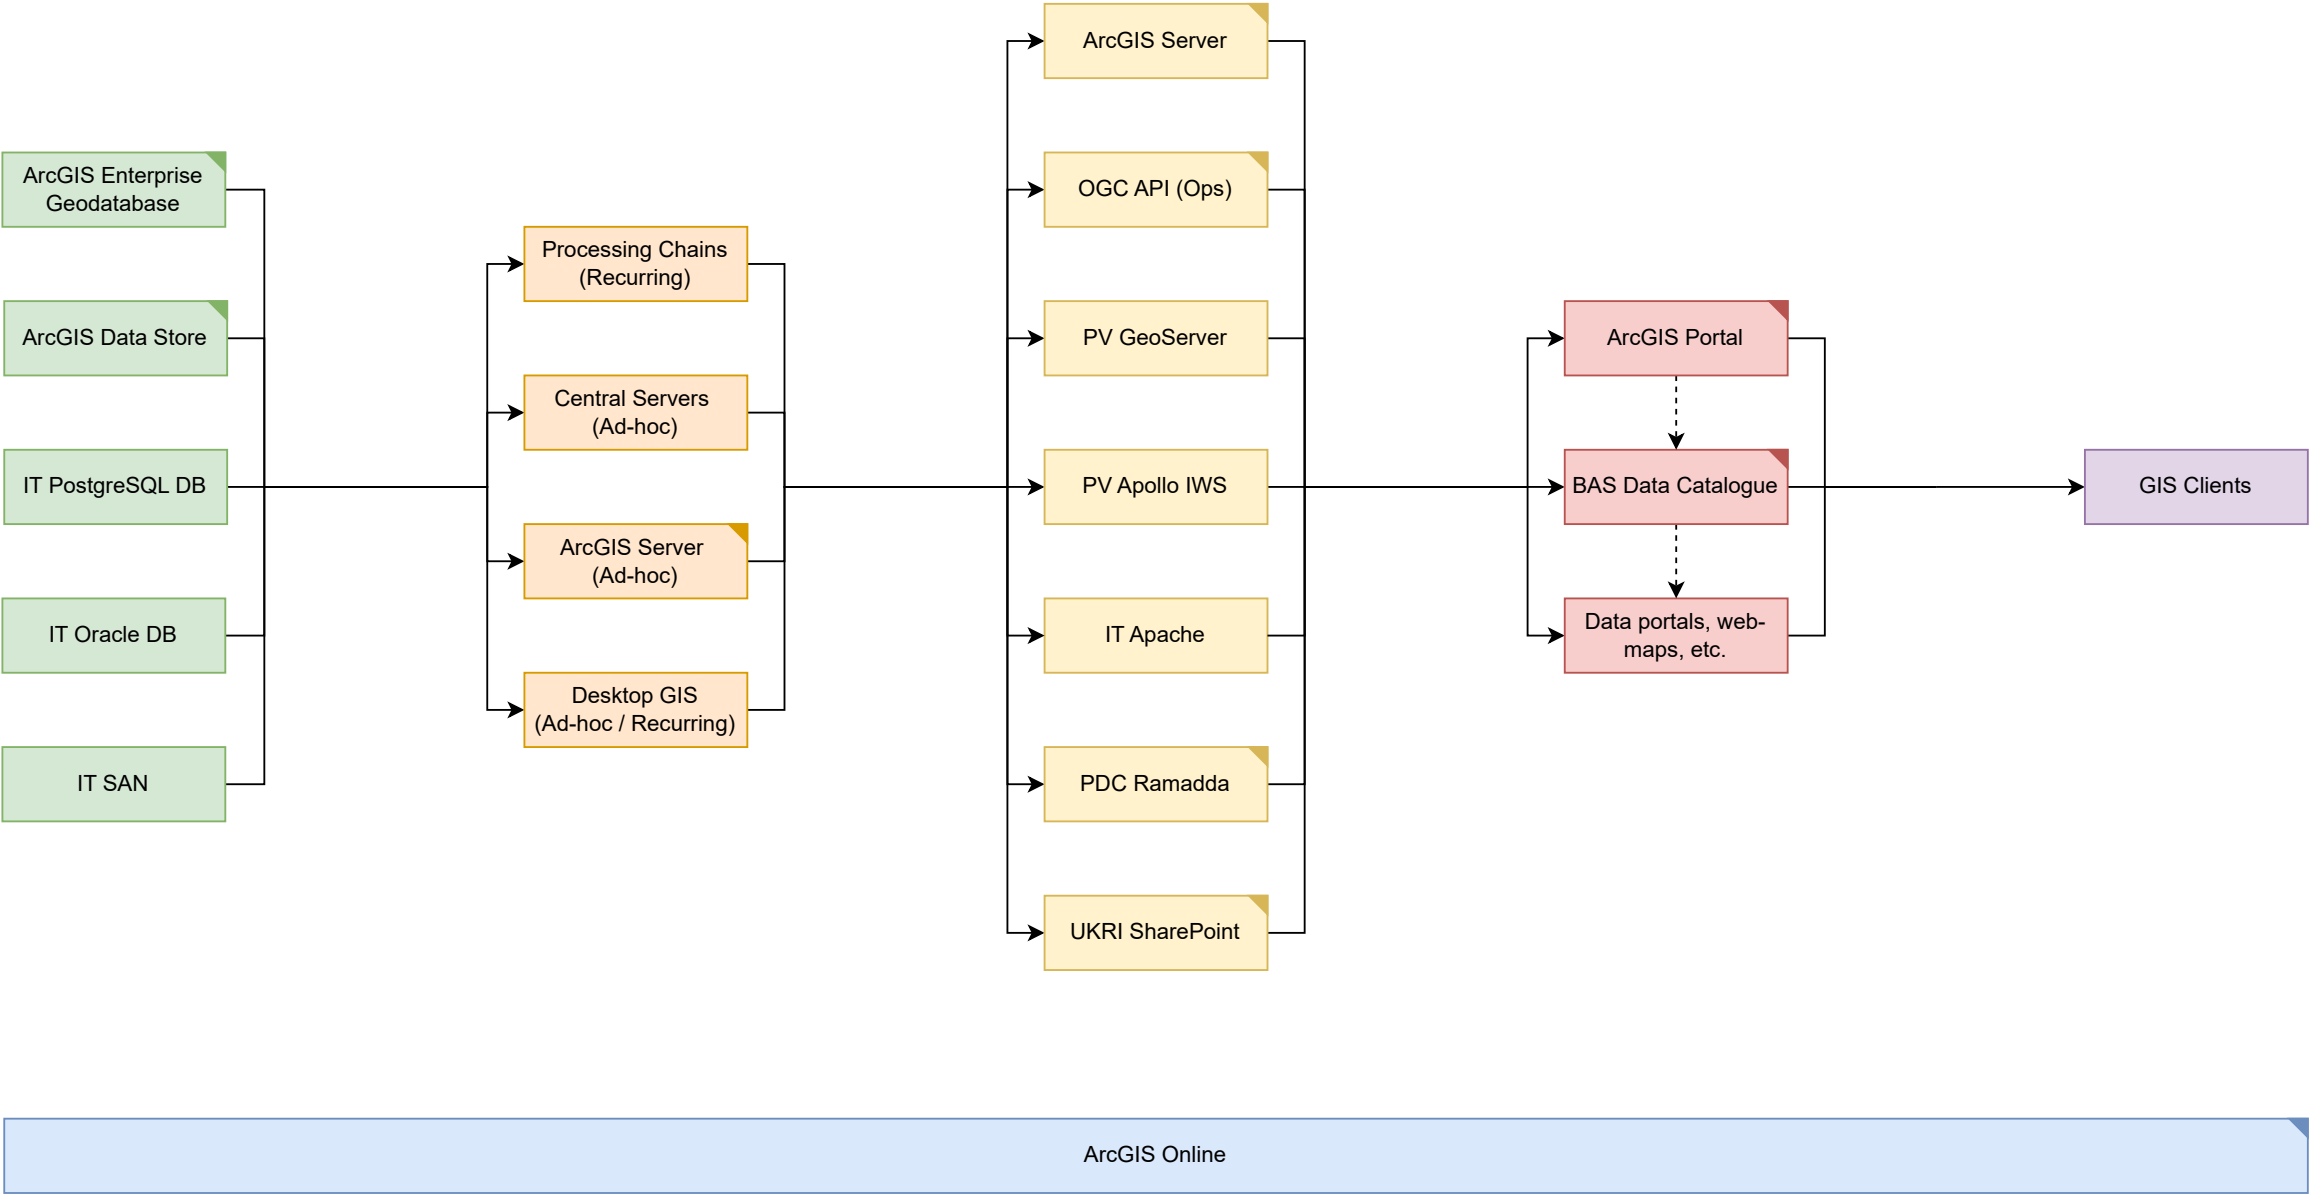 ArcGIS Enterprise
Geodatabase
ArcGIS Data Store
IT PostgreSQL DB
IT Oracle DB
IT SAN
Processing Chains
(Recurring)
Central Servers
(Ad-hoc)
ArcGIS Server
(Ad-hoc)
Desktop GIS
(Ad-hoc / Recurring)
ArcGIS Server
OGC API (Ops)
PV GeoServer
PV Apollo IWS
IT Apache
PDC Ramadda
UKRI SharePoint
ArcGIS Portal
BAS Data Catalogue
Data portals, web-
maps, etc.
GIS Clients
ArcGIS Online